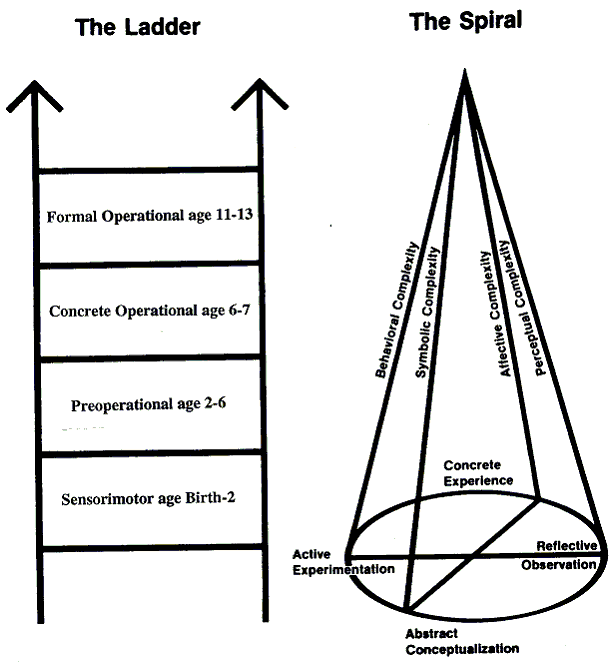 The Ladder
Formal Operational age 11-13
Concrete Operational age 6-7
Preoperational age 2-6
Sensorimotor age Birth-2
The Spiral
Behavioral Complexity
Symbolic Complexity
Affective Complexity
Perceptual Complexity
Concrete
Experience
Active
Experimentation
Reflective
Observation
Abstract
Conceptualization